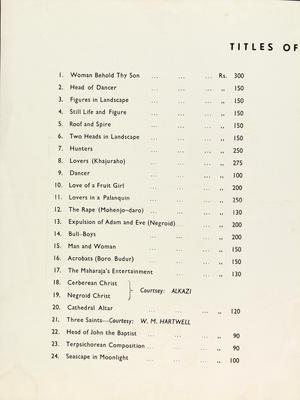 TITLES OF
1. Woman Behold Thy Son ... ... ... Rs. 300
2. Head of Dancer ... ... ... ,, 150
3. Figures in Landscape ... ... ,, 150
4. Still Life and Figure ... ... ,, 150
5. Roof and Spire ... ... ... ,, 150
6. Two Heads in Landscape ... ... ,, 150
7. Hunters ... ... ... ,, 250
8. Lovers (Khajuraho) ... ... ... ,, 275
9. Dancer ... ... ... ,, 100
10. Love of a Fruit Girl ... ... ,, 200
11. Lovers in a Palanquin ... ... ,, 250
12. The Rape (Mohenjo-daro) ... ... ,, 130
13. Expulsion of Adam and Eve (Negroid) ... ... ,, 200
14. Bull-Boys ... ... ... ,, 200
15. Man and Woman ... ... ... ,, 150
16. Acrobats (Boro Budur) ... ... ,, 150
17. The Maharaja's Entertainment ... ... ,, 130
18. Cerberean Christ
Courtsey: ALKAZI
19. Negroid Christ
20. Cathedral Altar ... ... ... ,, 120
21. Three Saints—Courtesy: W. M. HARTWELL
22. Head of John the Baptist ... ... ,, 90
23. Terpsichorean Composition ... ... ,, 90
24. Seascape in Moonlight ... ... ,, 100